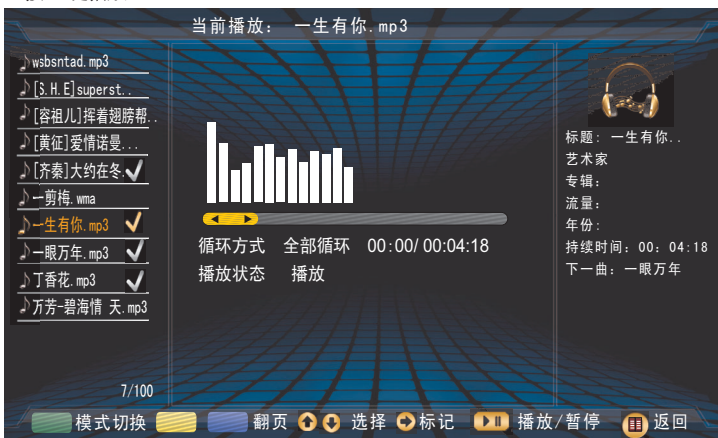 当前播放： 一生有你.mp3
wsbsntad.mp3
[S.H.E]superst..
[容祖儿]挥着翅膀帮..
[黄征]爱情诺曼...
[齐秦]大约在冬.
一剪梅.wma
一生有你.mp3
一眼万年.mp3
丁香花.mp3
万芳-碧海情 天.mp3
7/100
循环方式 全部循环 00:00/ 00:04:18
播放状态 播放
标题: 一生有你..
艺术家
专辑：
流量：
年份：
持续时间：00：04:18
下一曲：一眼万年
模式切换 翻页 选择 标记 播放/暂停 返回